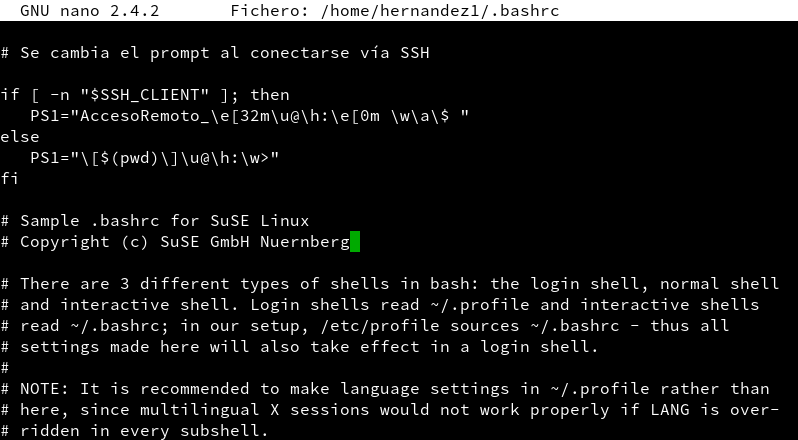 GNU nano 2.4.2 Fichero: /home/hernandez1/.bashrc
# Se cambia el prompt al conectarse vía SSH
if [ -n "$SSH_CLIENT" ]; then
PS1="AccesoRemoto_\e[32m\u@\h:\e[0m \w\a\$ "
else
PS1="\[$(pwd)\]\u@\h:\w>"
fi
# Sample .bashrc for SuSE Linux
# Copyright (c) SuSE GmbH Nuernberg
# There are 3 different types of shells in bash: the login shell, normal shell
# and interactive shell. Login shells read ~/.profile and interactive shells
# read ~/.bashrc; in our setup, /etc/profile sources ~/.bashrc - thus all
# settings made here will also take effect in a login shell.
#
# NOTE: It is recommended to make language settings in ~/.profile rather than
# here, since multilingual X sessions would not work properly if LANG is over-
# ridden in every subshell.